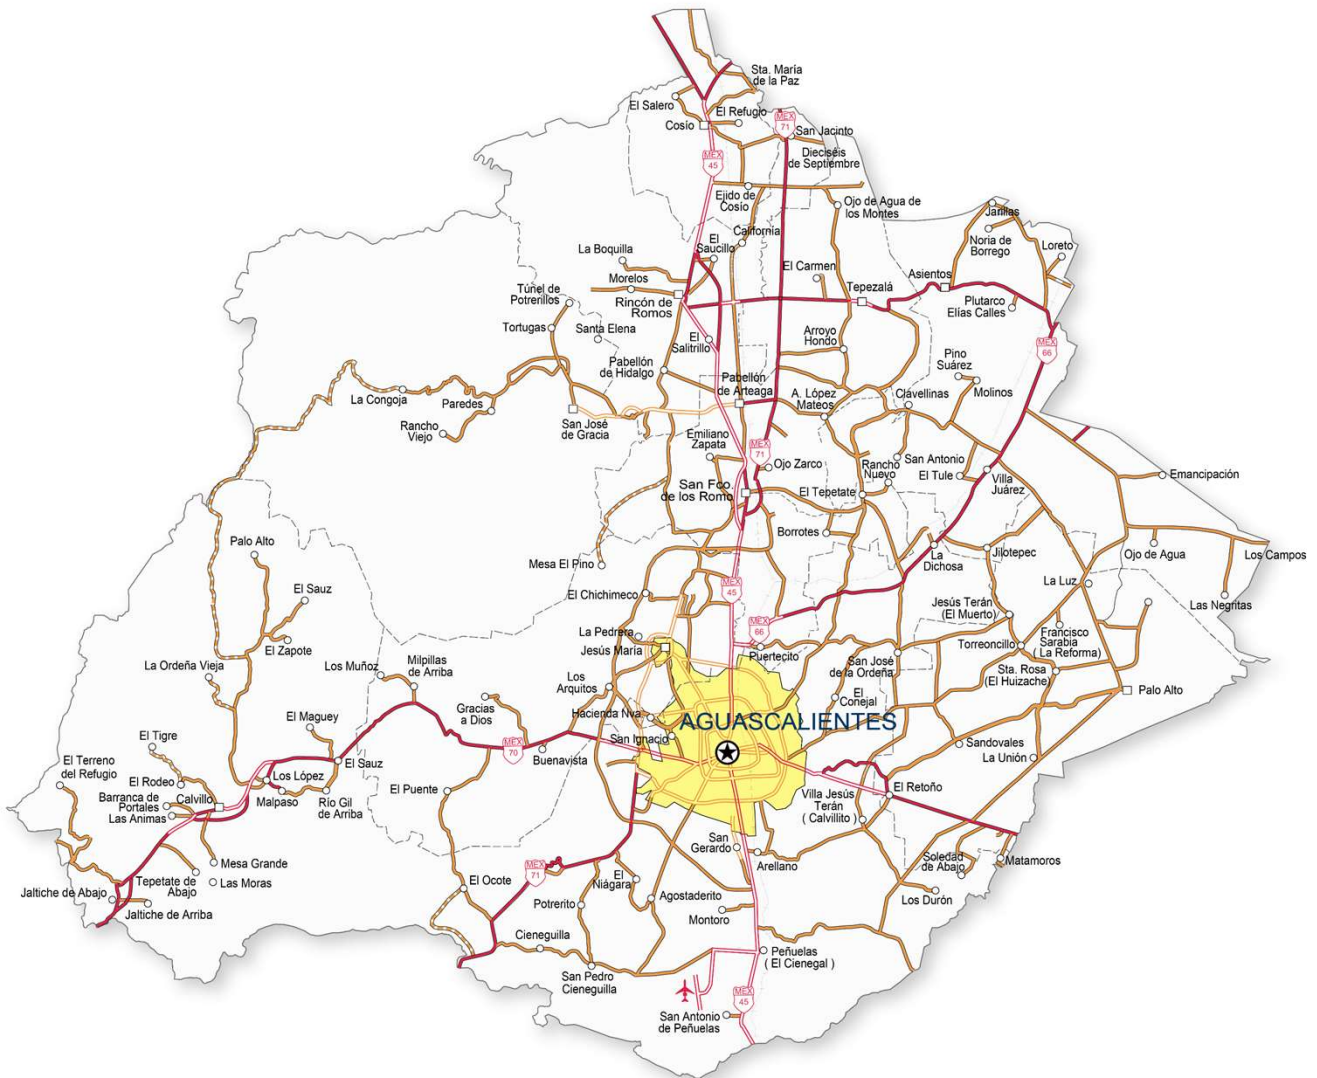 Sta. María
de la Paz
El Salero
El Refugio
Cosío
MEX
71
San Jacinto
Dieciséis
de Septiembre
MEX
45
Ejido de
Cosío
Ojo de Agua de
los Montes
Jarillas
Noria de
Borrego
Loreto
California
El
Saucillo
La Boquilla
Morelos
El Carmen
Tepezalá
Asientos
Plutarco
Elías Calles
Túnel de
Potrerillos
Rincón de
Romos
Tortugas
Santa Elena
El
Salitrillo
Arroyo
Hondo
MEX
66
Pabellón
de Hidalgo
Pino
Suárez
Molinos
Pabellón
de Arteaga
A. López
Mateos
Clavellinas
La Congoja
Paredes
Rancho
Viejo
San José
de Gracia
Emiliano
Zapata
MEX
71
Ojo Zarco
Rancho
Nuevo
San Antonio
El Tule
Villa
Juárez
Emancipación
San Fco.
de los Romo
El Tepetate
Borrotes
Palo Alto
Mesa El Pino
La
Dichosa
Jilotepec
Ojo de Agua
Los Campos
El Sauz
El Chichimeco
MEX
45
La Luz
Las Negritas
MEX
66
Jesús Terán
(El Muerto)
Francisco
Sarabia
(La Reforma)
El Zapote
La Pedrera
Jesús María
Puertecito
San José
de la Ordeña
Torreoncillo
Sta. Rosa
(El Huizache)
La Ordeña Vieja
Los Muñoz
Milpillas
de Arriba
Los
Arquitos
El
Conejal
Palo Alto
Gracias
a Dios
Hacienda Nva.
AGUASCALIENTES
El Maguey
San Ignacio
Sandovales
La Unión
El Tigre
MEX
70
Buenavista
El Terreno
del Refugio
El Sauz
El Rodeo
Los López
Barranca de
Portales
Calvillo
Malpaso
Río Gil
de Arriba
El Puente
Villa Jesús
Terán
( Calvillito )
El Retoño
Las Animas
San
Gerardo
Arellano
Soledad
de Abajo
Matamoros
Mesa Grande
Tepetate de
Abajo
Las Moras
MEX
71
El
Niágara
El Ocote
Jaltiche de Abajo
Jaltiche de Arriba
Potrerito
Agostaderito
Montoro
Los Durón
Cieneguilla
Peñuelas
( El Cienegal )
San Pedro
Cieneguilla
MEX
45
San Antonio
de Peñuelas